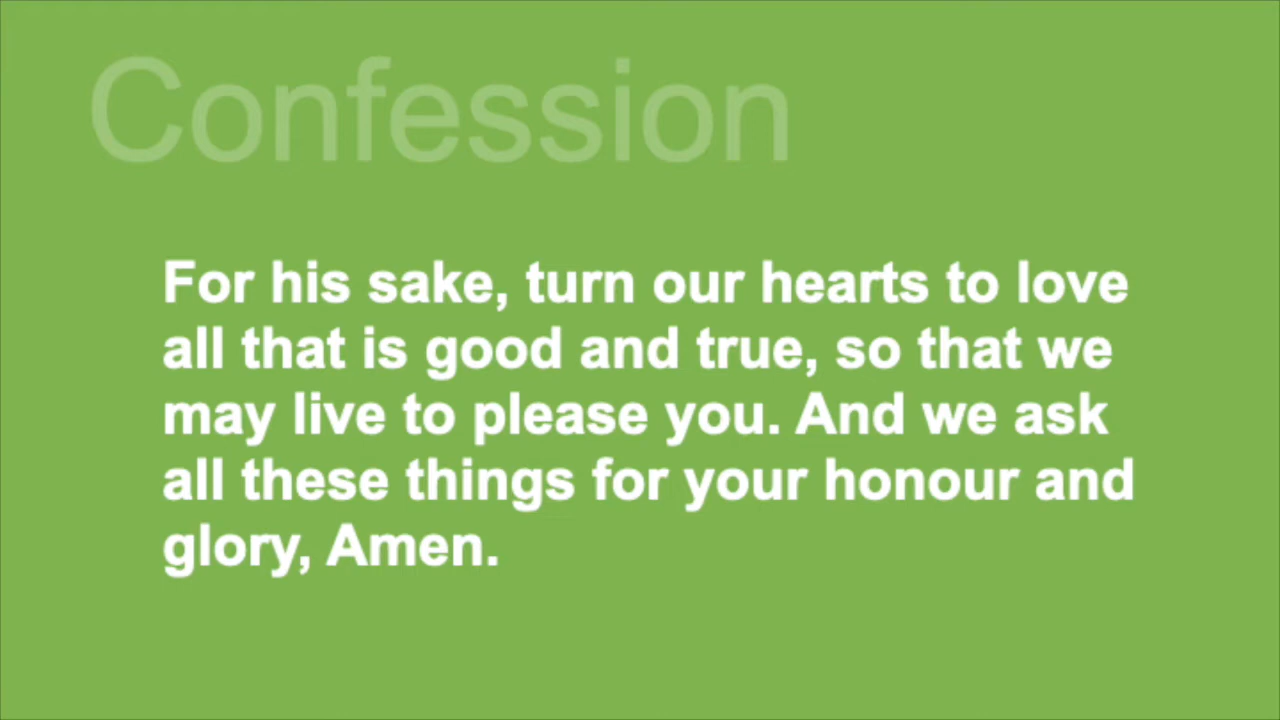 Confession
For his sake, turn our hearts to love
all that is good and true, so that we
may live to please you. And we ask
all these things for your honour and
glory, Amen.